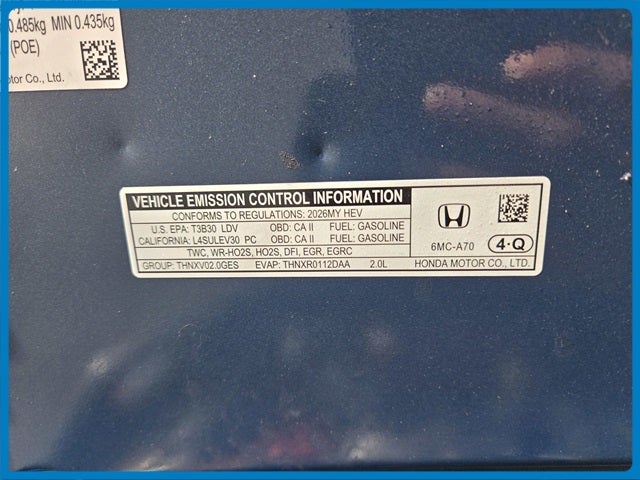 0.485kg MIN 0.435kg
(POE)
otor Co., Ltd.
VEHICLE EMISSION CONTROL INFORMATION
CONFORMS TO REGULATIONS: 2026MY HEV
U.S. EPA: T3B30 LDV OBD: CA II FUEL: GASOLINE
CALIFORNIA: L4SULEV30 PC OBD: CA II FUEL: GASOLINE
TWC, WR-HO2S, HO2S, DFI, EGR, EGRC
GROUP: THNXV02.0GES EVAP: THNXR0112DAA 2.0L
6MC-A70 4·Q
HONDA MOTOR CO., LTD.